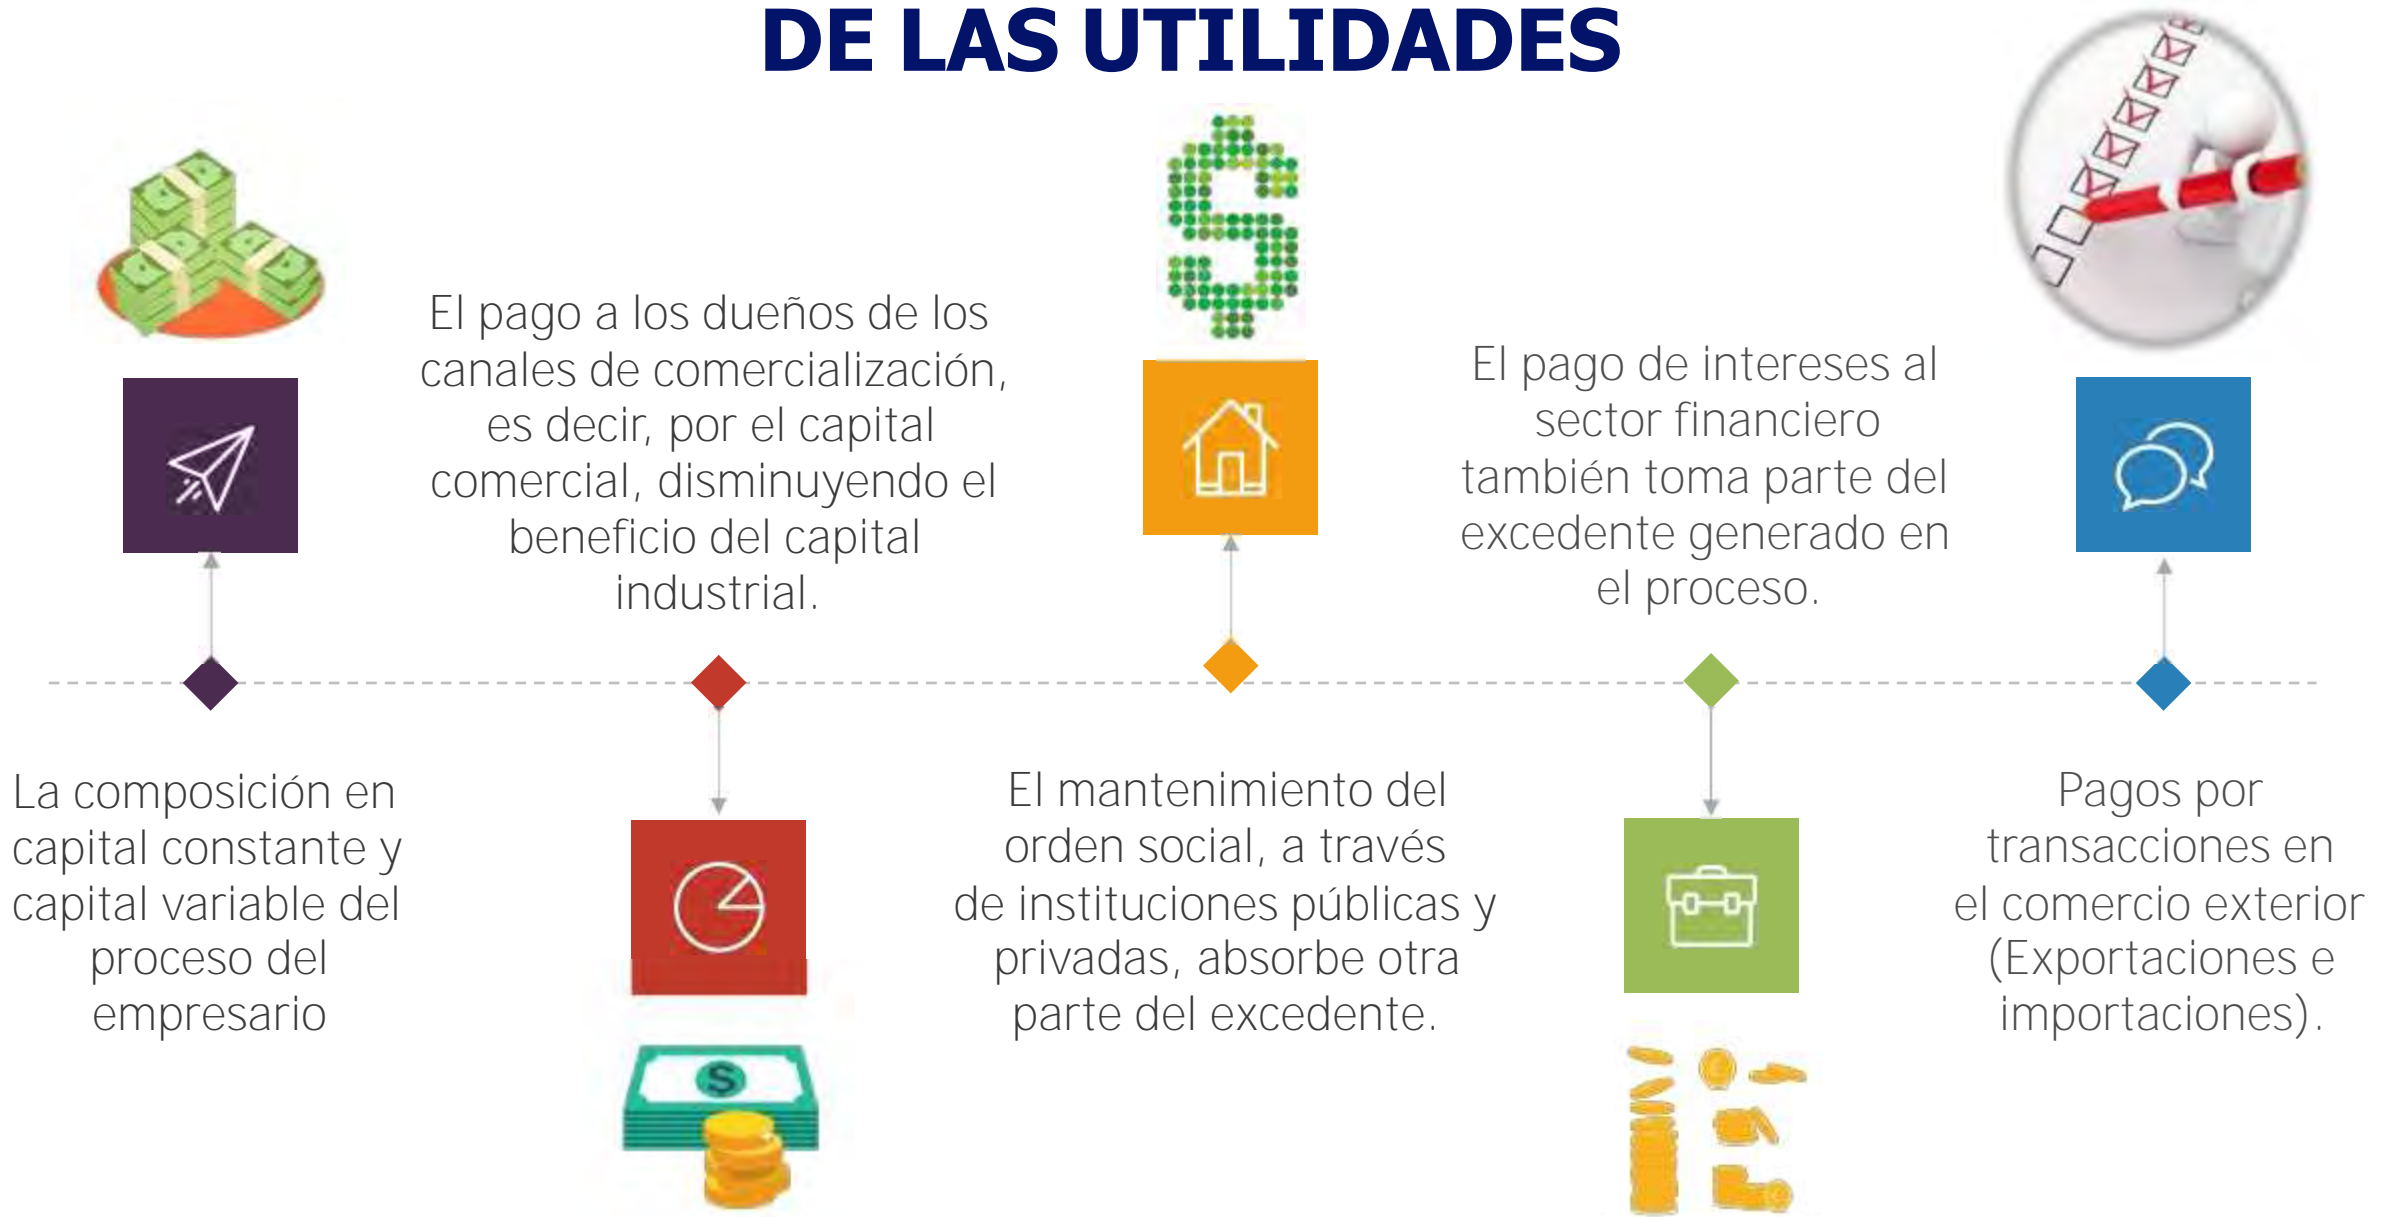 DE LAS UTILIDADES
La composición en
capital constante y
capital variable del
proceso del
empresario
El pago a los dueños de los
canales de comercialización,
es decir, por el capital
comercial, disminuyendo el
beneficio del capital
industrial.
El mantenimiento del
orden social, a través
de instituciones públicas y
privadas, absorbe otra
parte del excedente.
El pago de intereses al
sector financiero
también toma parte del
excedente generado en
el proceso.
Pagos por
transacciones en
el comercio exterior
(Exportaciones e
importaciones).